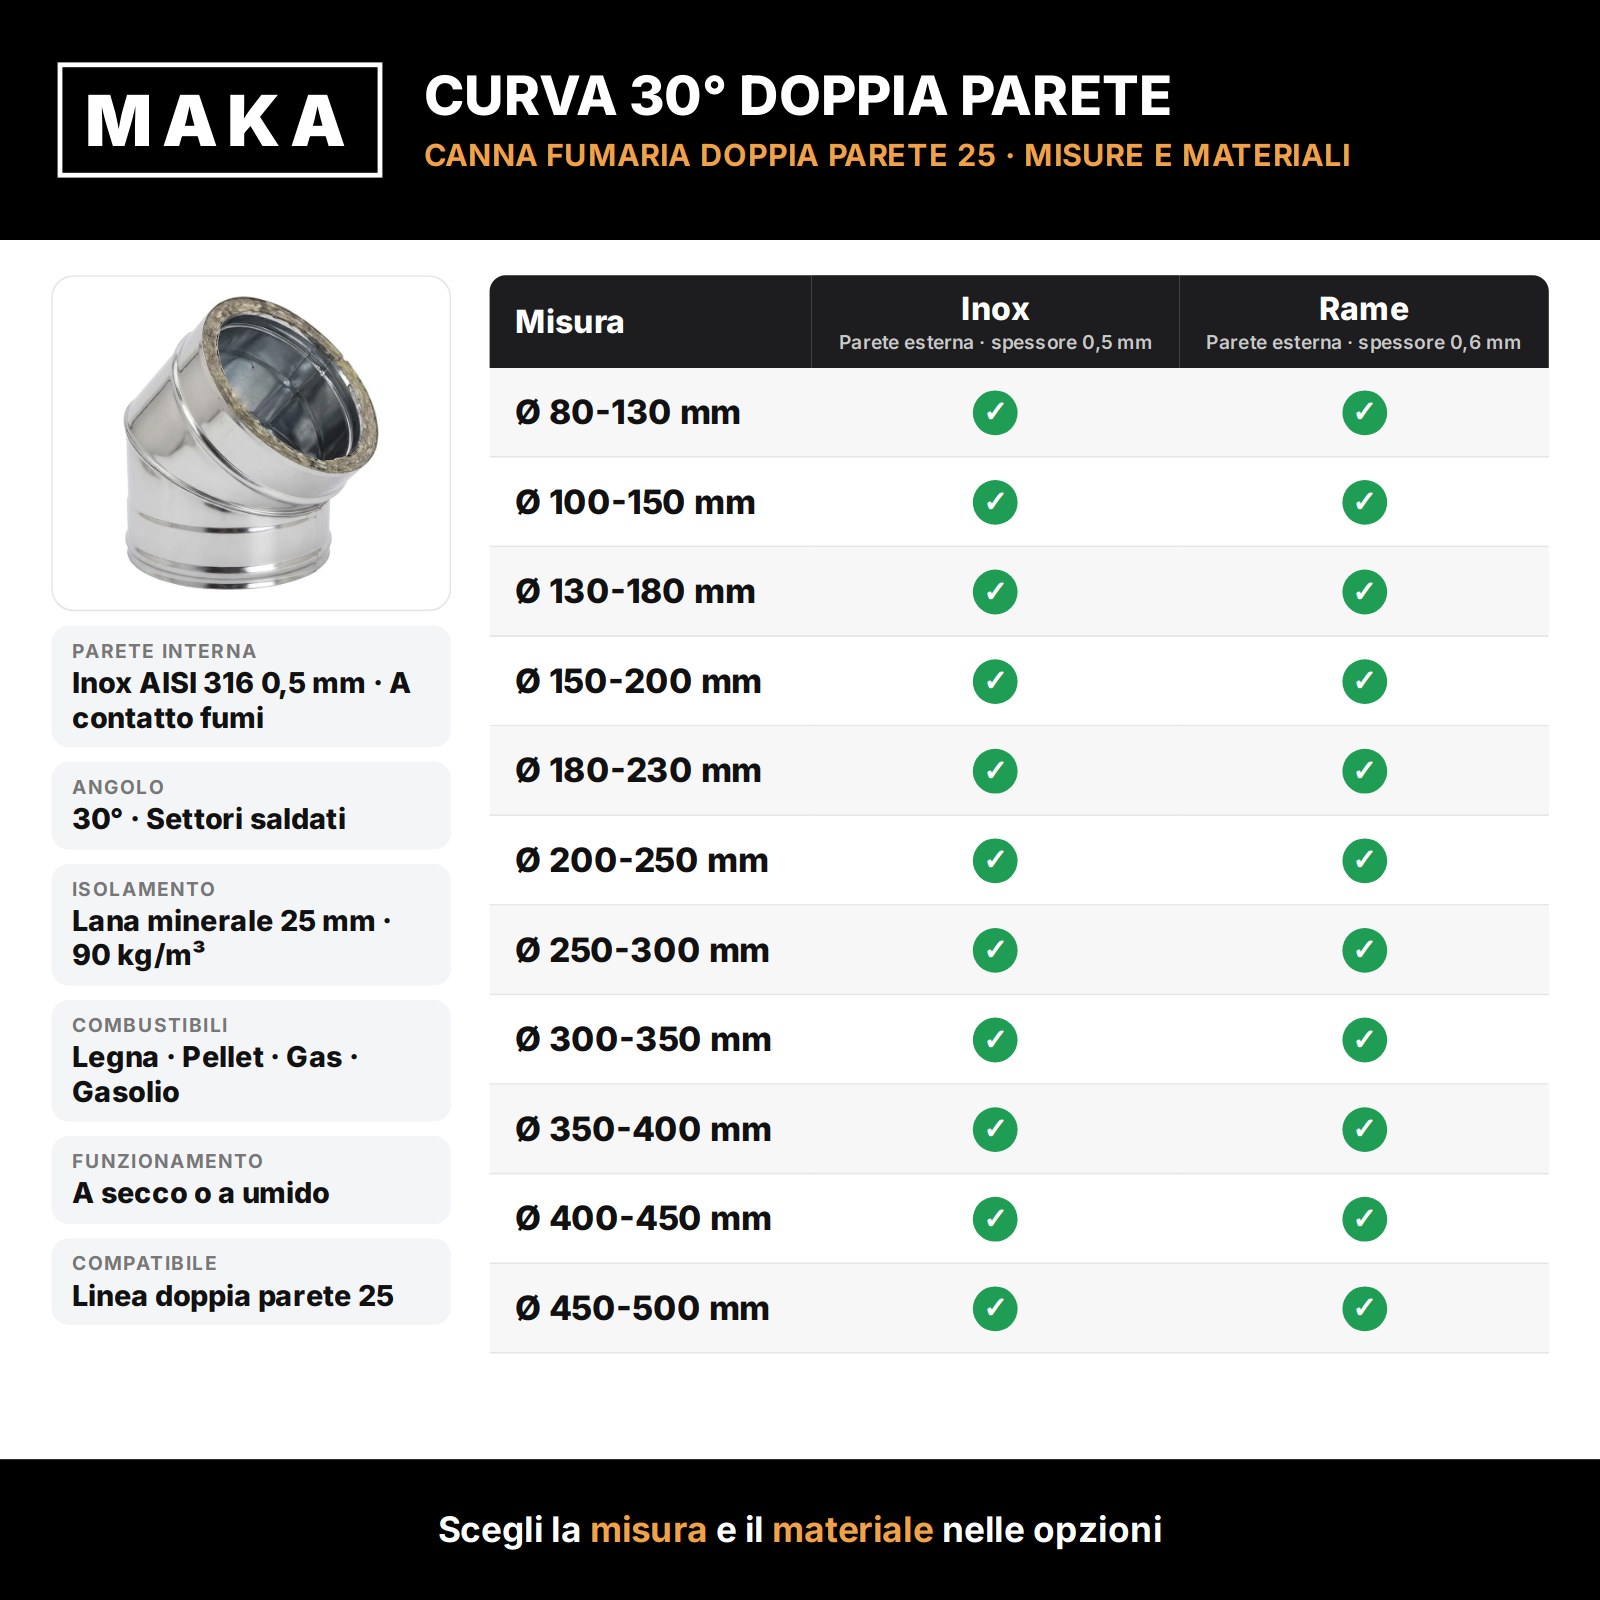 MAKA
CURVA 30° DOPPIA PARETE
CANNA FUMARIA DOPPIA PARETE 25 · MISURE E MATERIALI
PARETE INTERNA
Inox AISI 316 0,5 mm · A
contatto fumi
ANGOLO
30° · Settori saldati
ISOLAMENTO
Lana minerale 25 mm ·
90 kg/m³
COMBUSTIBILI
Legna · Pellet · Gas ·
Gasolio
FUNZIONAMENTO
A secco o a umido
COMPATIBILE
Linea doppia parete 25
Misura Inox Rame
Parete esterna · spessore 0,5 mm Parete esterna · spessore 0,6 mm
Ø 80-130 mm ✓ ✓
Ø 100-150 mm ✓ ✓
Ø 130-180 mm ✓ ✓
Ø 150-200 mm ✓ ✓
Ø 180-230 mm ✓ ✓
Ø 200-250 mm ✓ ✓
Ø 250-300 mm ✓ ✓
Ø 300-350 mm ✓ ✓
Ø 350-400 mm ✓ ✓
Ø 400-450 mm ✓ ✓
Ø 450-500 mm ✓ ✓
Scegli la misura e il materiale nelle opzioni